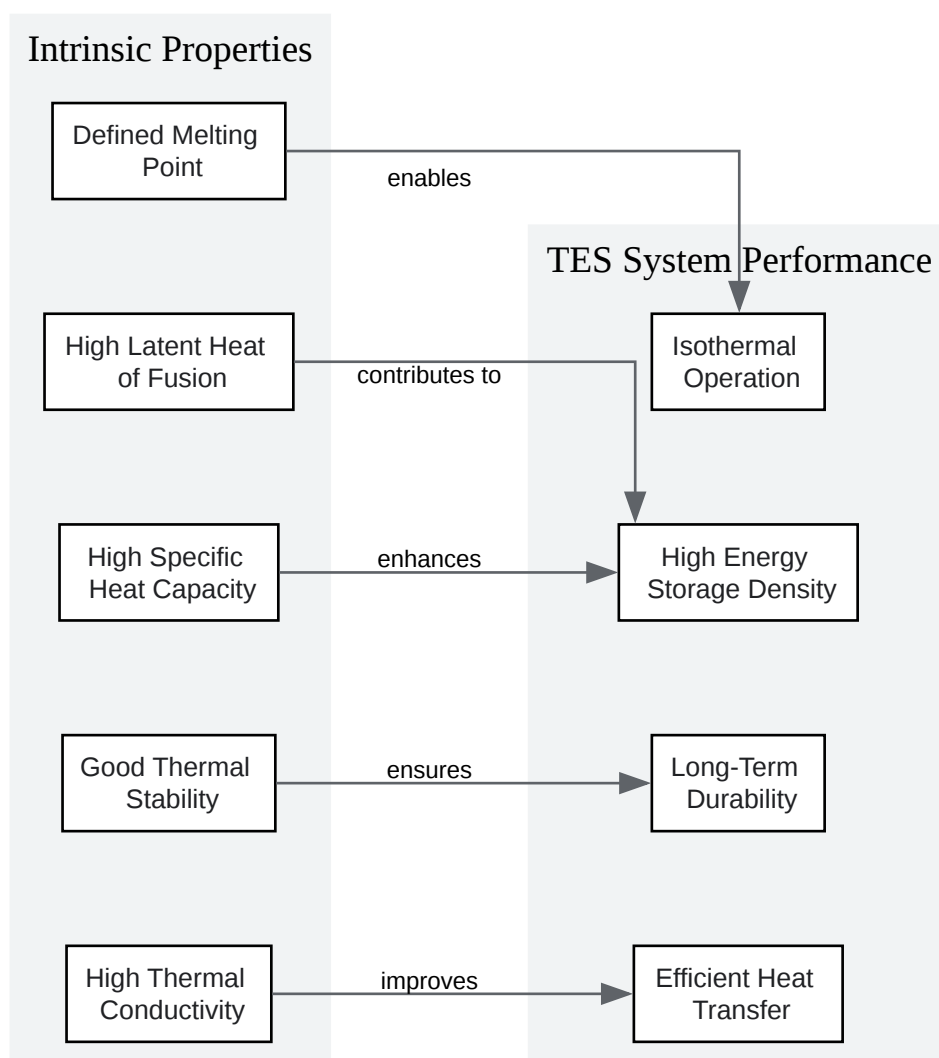 Intrinsic Properties
Defined Melting
Point
enables
TES System Performance
High Latent Heat
of Fusion
contributes to
Isothermal
Operation
High Specific
Heat Capacity
enhances
High Energy
Storage Density
Good Thermal
Stability
ensures
Long-Term
Durability
High Thermal
Conductivity
improves
Efficient Heat
Transfer